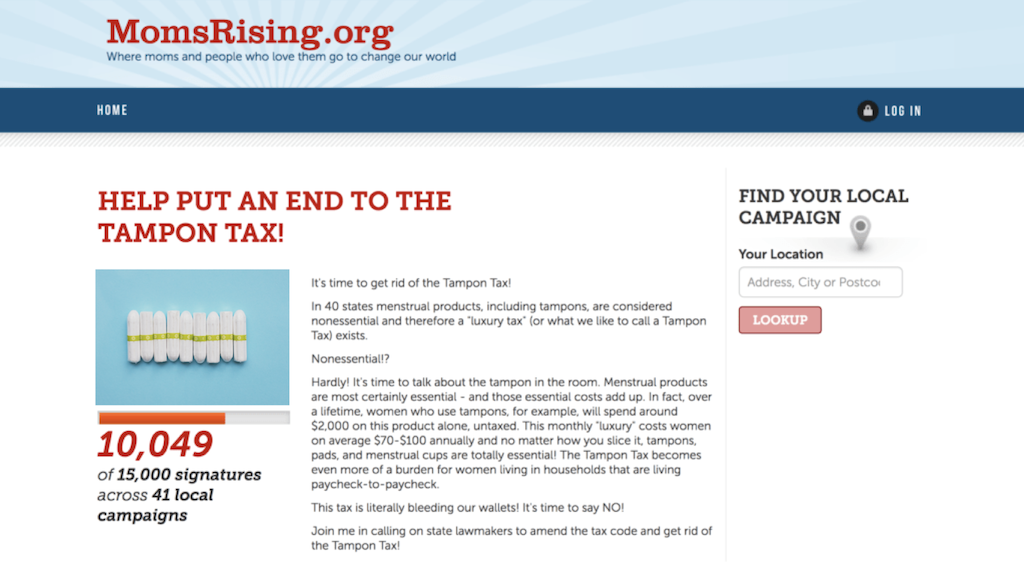 MomsRising.org
Where moms and people who love them go to change our world
HOME
LOG IN
HELP PUT AN END TO THE
TAMPON TAX!
10,049
of 15,000 signatures
across 41 local
campaigns
It's time to get rid of the Tampon Tax!
In 40 states menstrual products, including tampons, are considered
nonessential and therefore a "luxury tax" (or what we like to call a Tampon
Tax) exists.
Nonessential!?
Hardly! It's time to talk about the tampon in the room. Menstrual products
are most certainly essential - and those essential costs add up. In fact, over
a lifetime, women who use tampons, for example, will spend around
$2,000 on this product alone, untaxed. This monthly "luxury" costs women
on average $70-$100 annually and no matter how you slice it, tampons,
pads, and menstrual cups are totally essential! The Tampon Tax becomes
even more of a burden for women living in households that are living
paycheck-to-paycheck.
This tax is literally bleeding our wallets! It's time to say NO!
Join me in calling on state lawmakers to amend the tax code and get rid of
the Tampon Tax!
FIND YOUR LOCAL
CAMPAIGN
Your Location
Address, City or Postco
LOOKUP